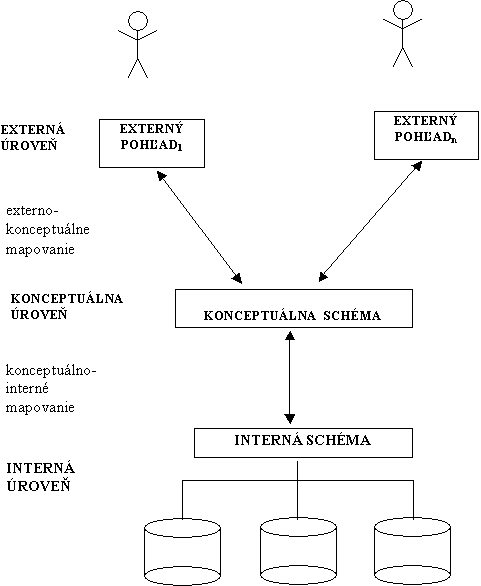 EXTERNÁ
ÚROVEŇ
EXTERNÝ
POHĽAD1
EXTERNÝ
POHĽADn
externo-
konceptuálne
mapovanie
KONCEPTUÁLNA
ÚROVEŇ
KONCEPTUÁLNA SCHÉMA
konceptuálno-
interné
mapovanie
INTERNÁ SCHÉMA
INTERNÁ
ÚROVEŇ